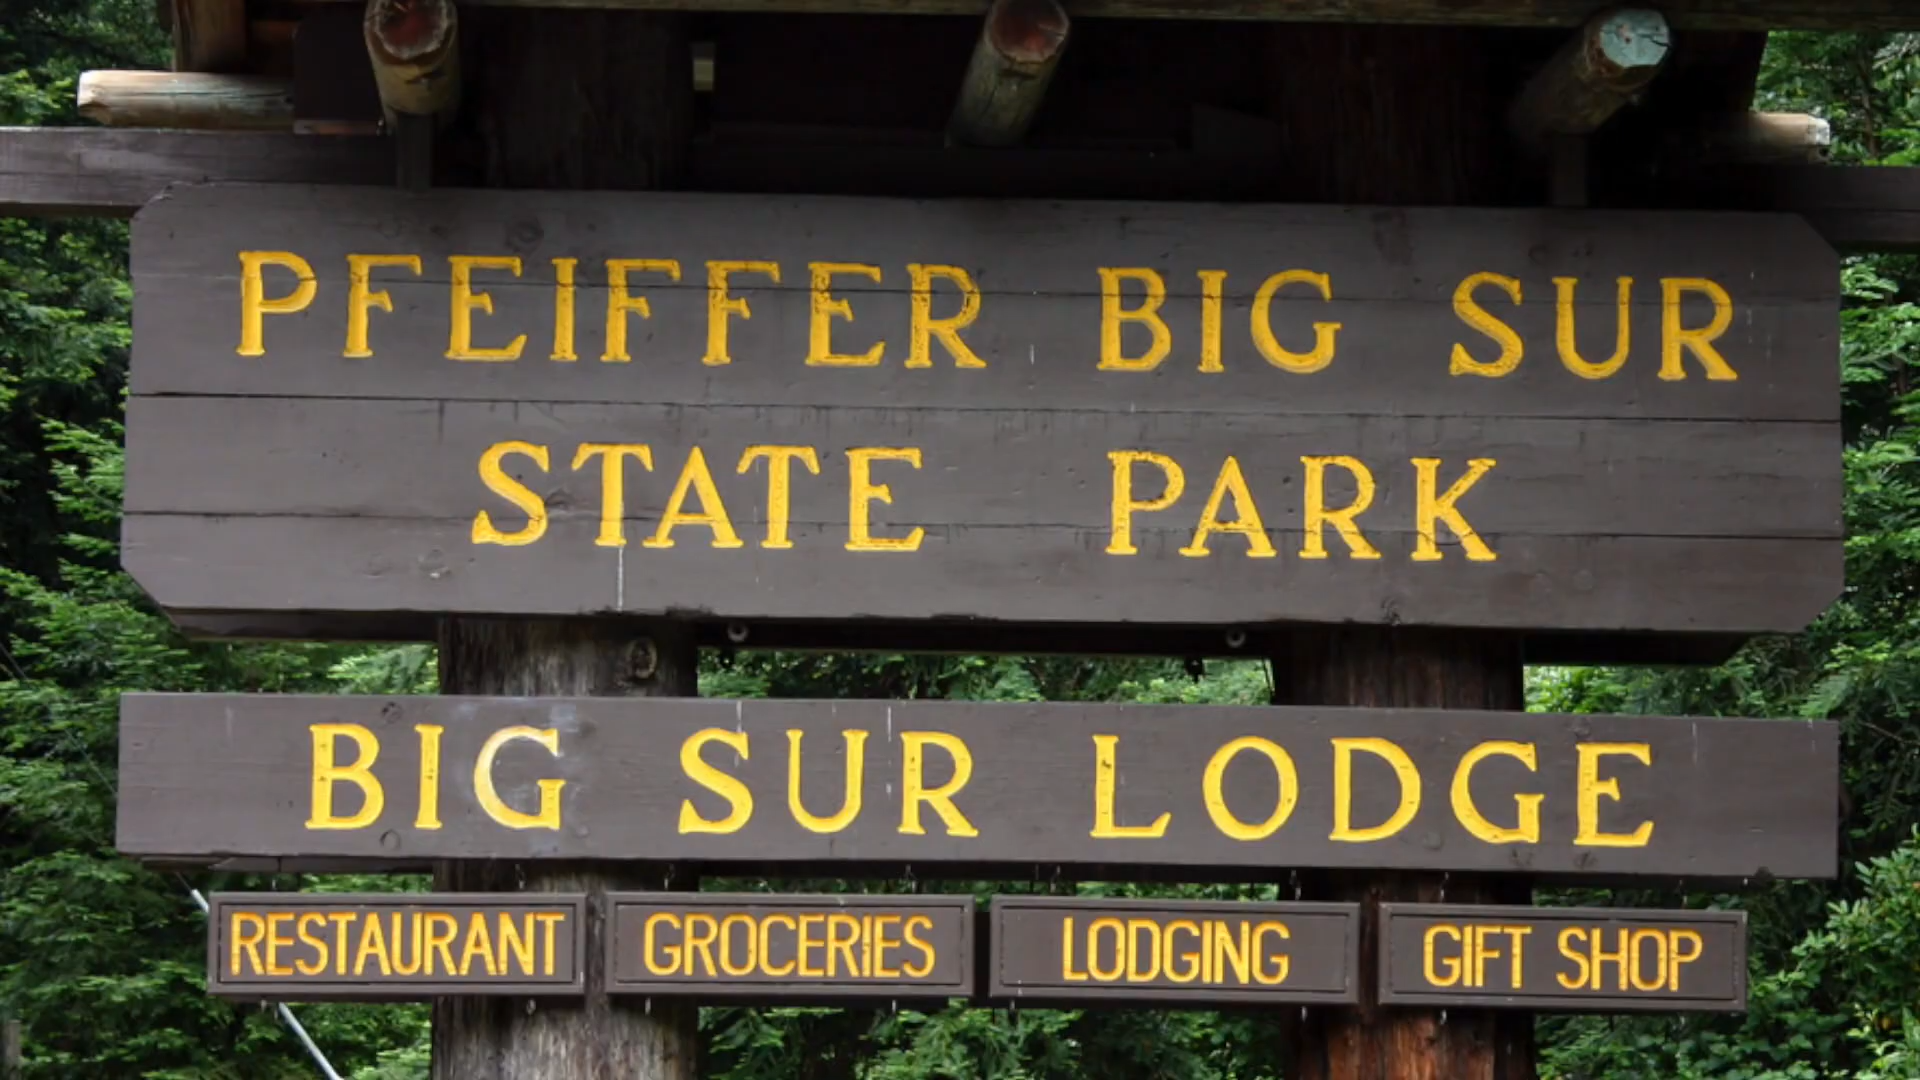 PFEIFFER BIG SUR
STATE PARK
BIG SUR LODGE
RESTAURANT GROCERIES LODGING GIFT SHOP